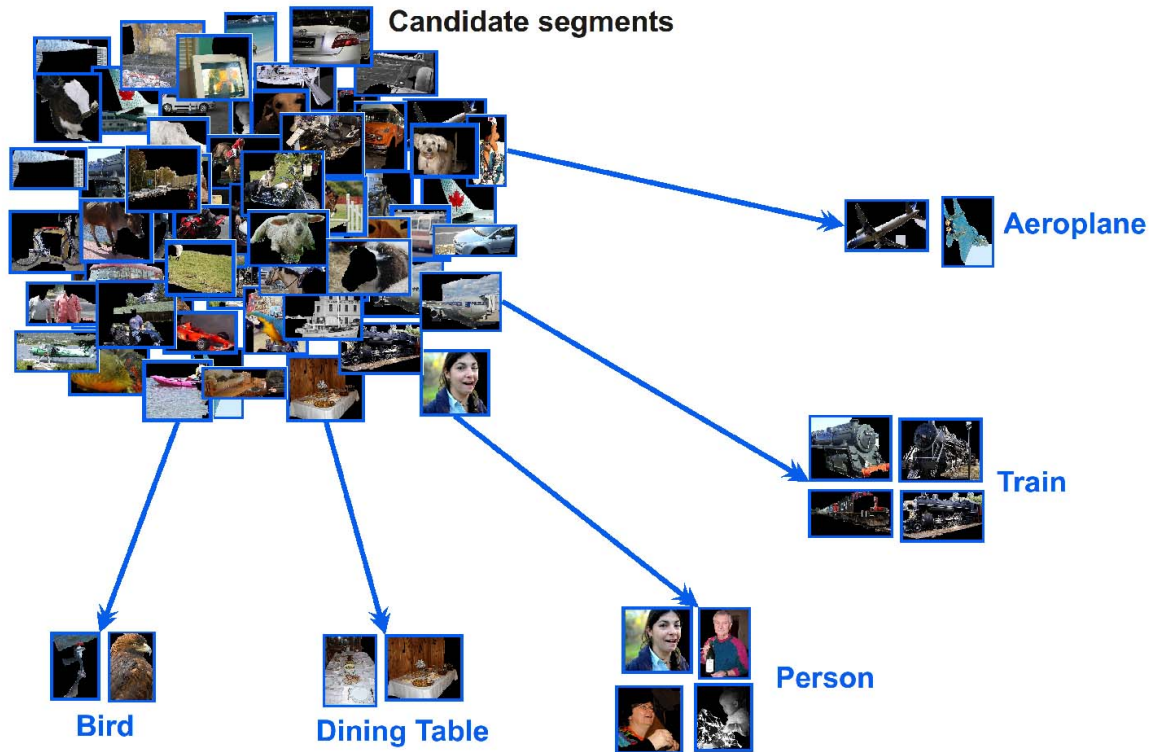 Candidate segments
Aeroplane
Train
Person
Dining Table
Bird